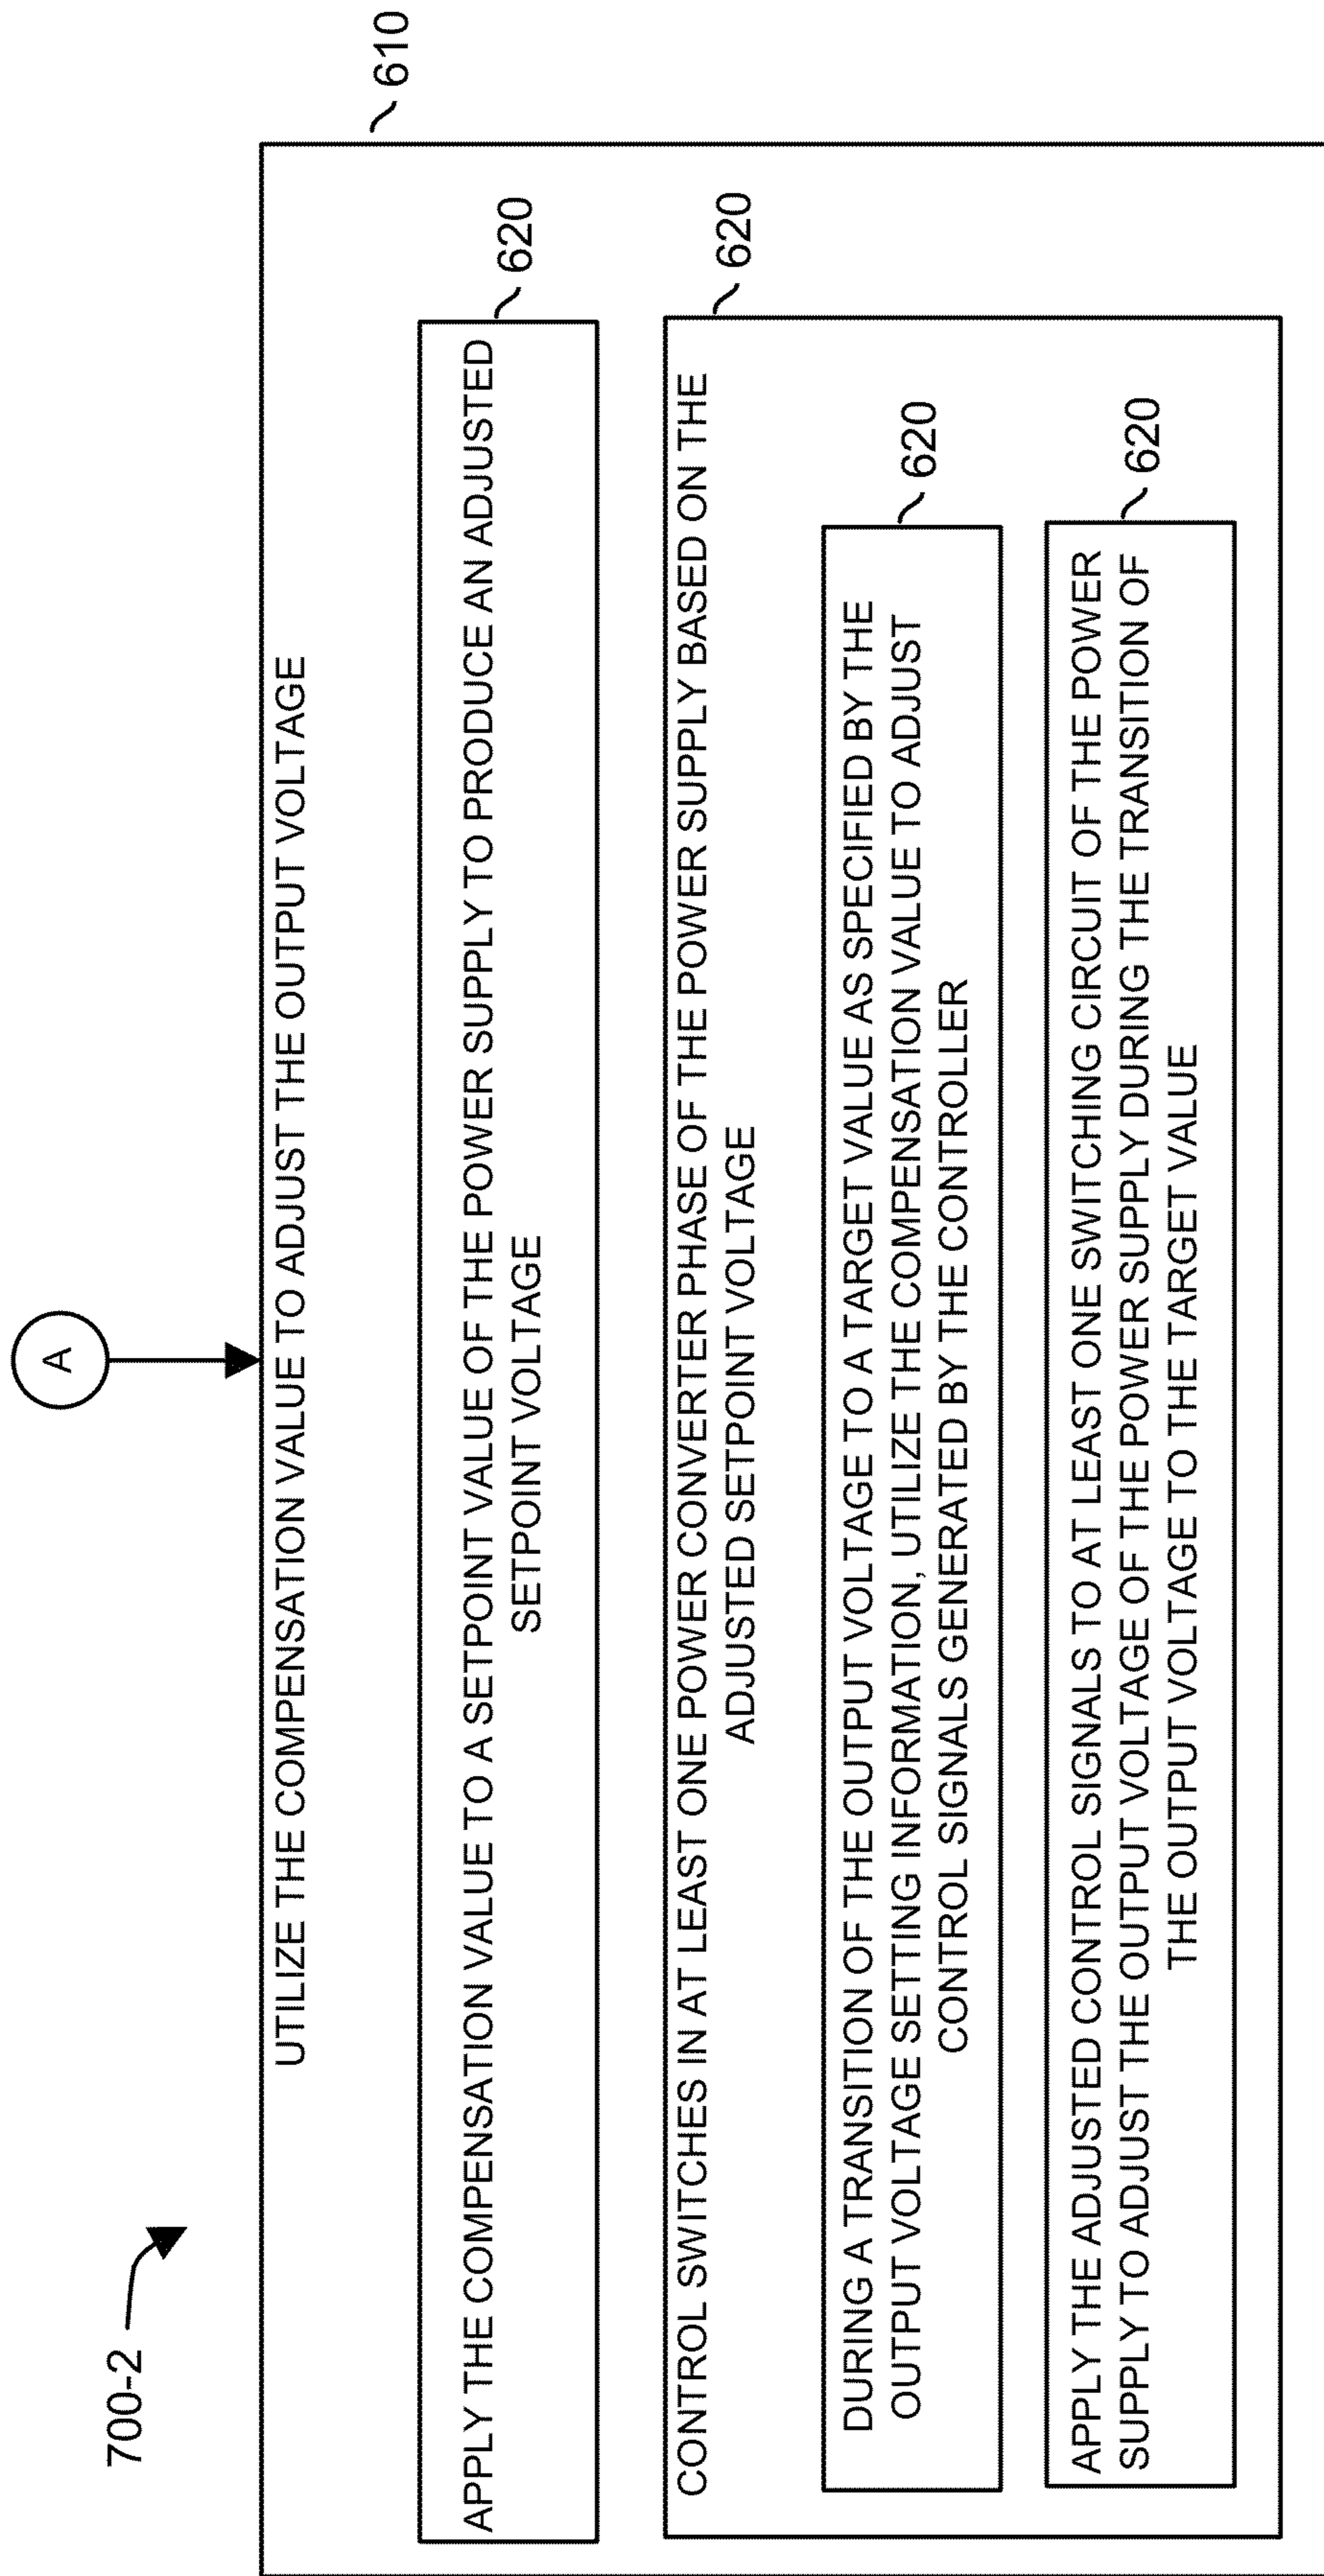 700-2
A
610
UTILIZE THE COMPENSATION VALUE TO ADJUST THE OUTPUT VOLTAGE
620
APPLY THE COMPENSATION VALUE TO A SETPOINT VALUE OF THE POWER SUPPLY TO PRODUCE AN ADJUSTED
SETPOINT VOLTAGE
620
CONTROL SWITCHES IN AT LEAST ONE POWER CONVERTER PHASE OF THE POWER SUPPLY BASED ON THE
ADJUSTED SETPOINT VOLTAGE
620
DURING A TRANSITION OF THE OUTPUT VOLTAGE TO A TARGET VALUE AS SPECIFIED BY THE
OUTPUT VOLTAGE SETTING INFORMATION, UTILIZE THE COMPENSATION VALUE TO ADJUST
CONTROL SIGNALS GENERATED BY THE CONTROLLER
620
APPLY THE ADJUSTED CONTROL SIGNALS TO AT LEAST ONE SWITCHING CIRCUIT OF THE POWER
SUPPLY TO ADJUST THE OUTPUT VOLTAGE OF THE POWER SUPPLY DURING THE TRANSITION OF
THE OUTPUT VOLTAGE TO THE TARGET VALUE